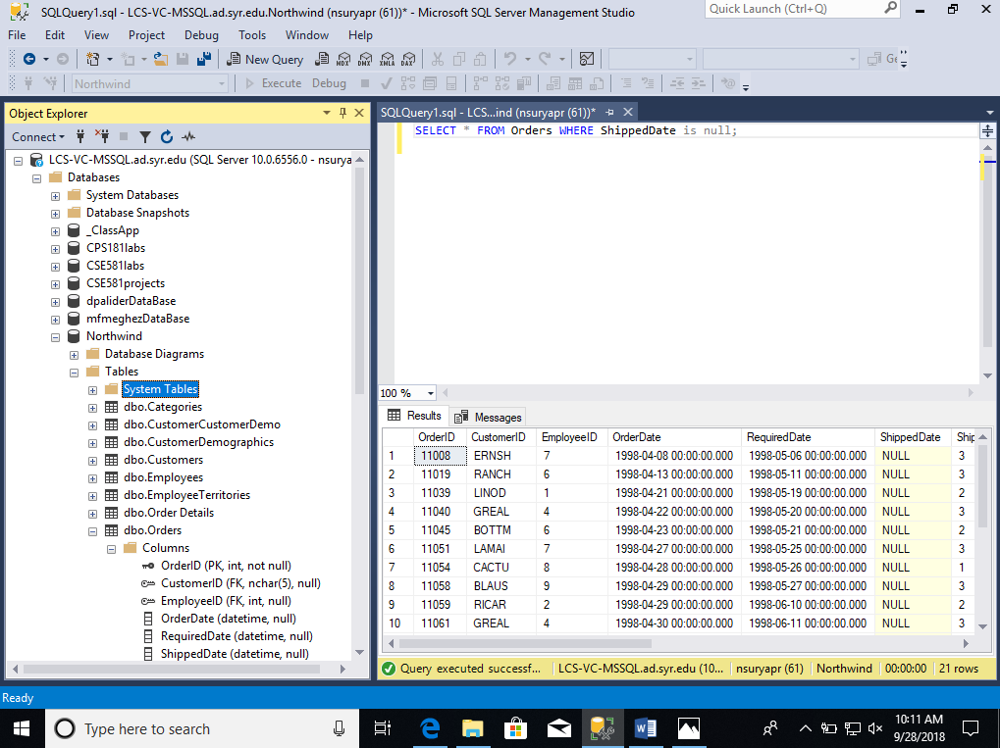 SQLQuery1.sql - LCS-VC-MSSQL.ad.syr.edu.Northwind (nsuryapr (61))* - Microsoft SQL Server Management Studio
Quick Launch (Ctrl+Q)
File Edit View Project Debug Tools Window Help
New Query MDX DMX XMLA DAX
Northwind Execute Debug
Object Explorer
Connect
LCS-VC-MSSQL.ad.syr.edu (SQL Server 10.0.6556.0 - nsurya
Databases
System Databases
Database Snapshots
_ClassApp
CPS181labs
CSE581labs
CSE581projects
dpaliderDataBase
mfmeghezDataBase
Northwind
Database Diagrams
Tables
System Tables
dbo.Categories
dbo.CustomerCustomerDemo
dbo.CustomerDemographics
dbo.Customers
dbo.Employees
dbo.EmployeeTerritories
dbo.Order Details
dbo.Orders
Columns
OrderID (PK, int, not null)
CustomerID (FK, nchar(5), null)
EmployeeID (FK, int, null)
OrderDate (datetime, null)
RequiredDate (datetime, null)
ShippedDate (datetime, null)
SQLQuery1.sql - LCS...ind (nsuryapr (61))*
SELECT * FROM Orders WHERE ShippedDate is null;
100 %
Results Messages
OrderID CustomerID EmployeeID OrderDate RequiredDate ShippedDate Ship
1 11008 ERNSH 7 1998-04-08 00:00:00.000 1998-05-06 00:00:00.000 NULL 3
2 11019 RANCH 6 1998-04-13 00:00:00.000 1998-05-11 00:00:00.000 NULL 3
3 11039 LINOD 1 1998-04-21 00:00:00.000 1998-05-19 00:00:00.000 NULL 2
4 11040 GREAL 4 1998-04-22 00:00:00.000 1998-05-20 00:00:00.000 NULL 3
5 11045 BOTTM 6 1998-04-23 00:00:00.000 1998-05-21 00:00:00.000 NULL 2
6 11051 LAMAI 7 1998-04-27 00:00:00.000 1998-05-25 00:00:00.000 NULL 3
7 11054 CACTU 8 1998-04-28 00:00:00.000 1998-05-26 00:00:00.000 NULL 1
8 11058 BLAUS 9 1998-04-29 00:00:00.000 1998-05-27 00:00:00.000 NULL 3
9 11059 RICAR 2 1998-04-29 00:00:00.000 1998-06-10 00:00:00.000 NULL 2
10 11061 GREAL 4 1998-04-30 00:00:00.000 1998-06-11 00:00:00.000 NULL 3
Query executed successf... LCS-VC-MSSQL.ad.syr.edu (10... nsuryapr (61) Northwind 00:00:00 21 rows
Ready
Type here to search
10:11 AM
9/28/2018